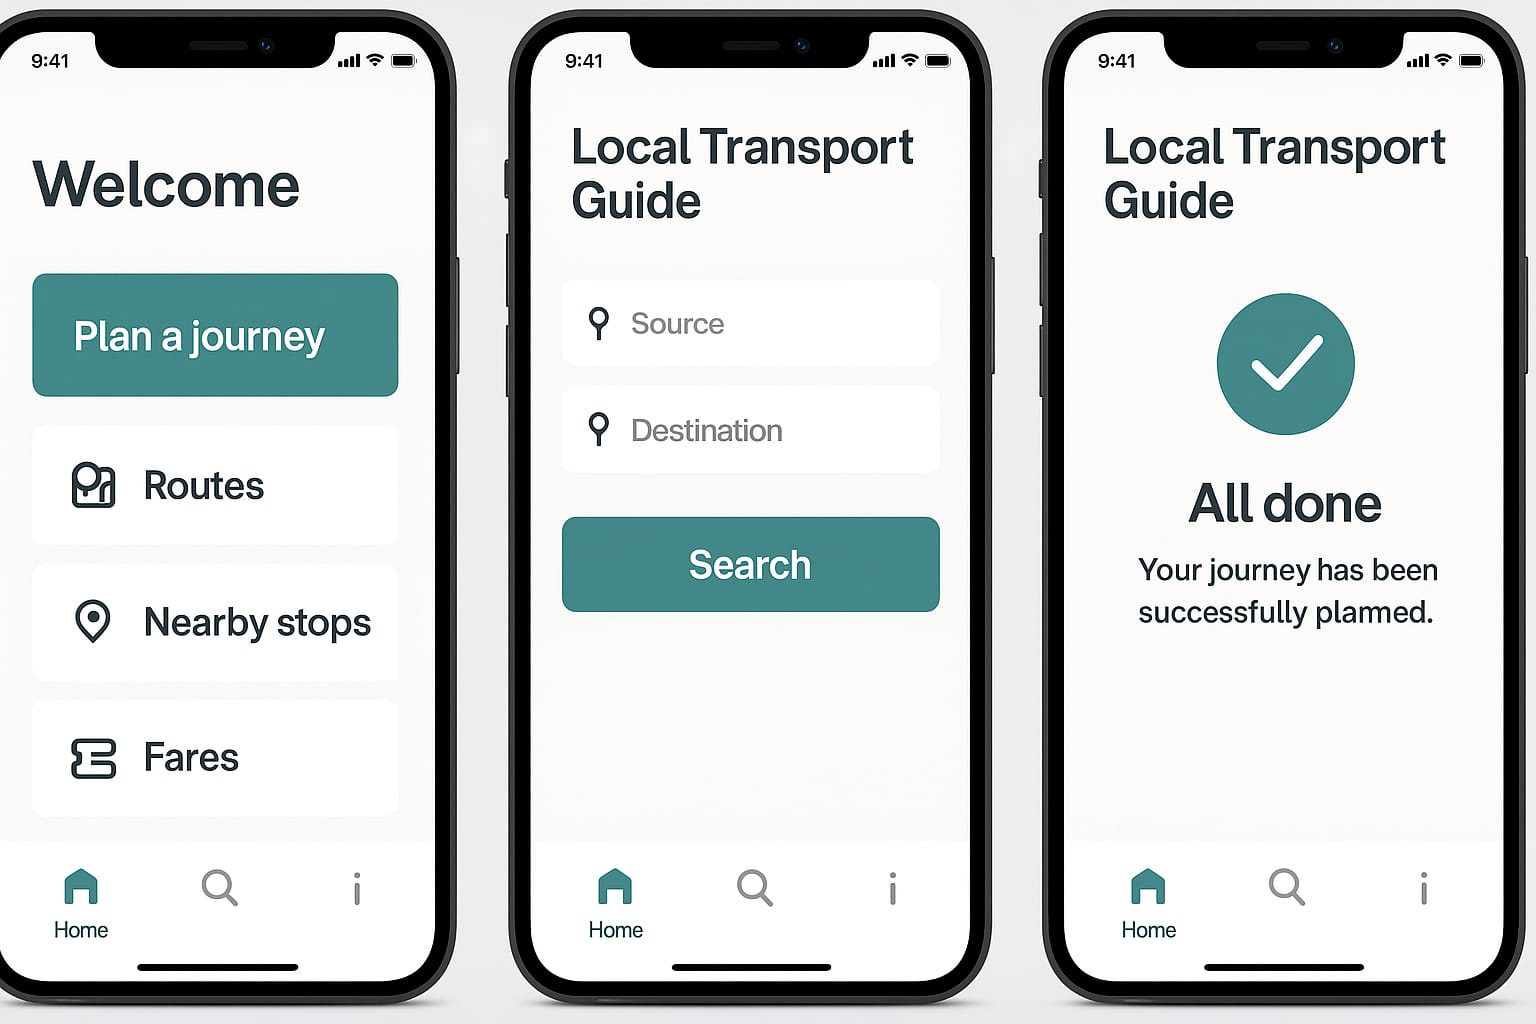 9:41
Welcome
Plan a journey
Routes
Nearby stops
Fares
Home
9:41
Local Transport
Guide
Source
Destination
Search
Home
9:41
Local Transport
Guide
All done
Your journey has been
successfully plarmed.
Home